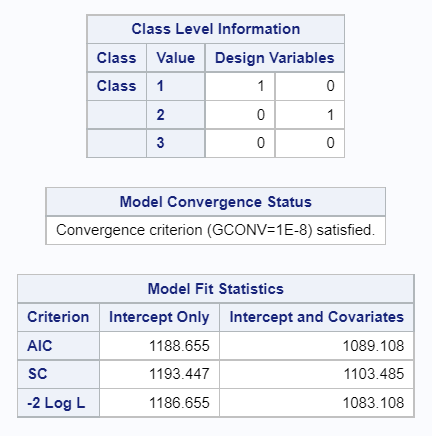 Class Level Information
Class Value Design Variables
Class 1 1 0
2 0 1
3 0 0
Model Convergence Status
Convergence criterion (GCONV=1E-8) satisfied.
Model Fit Statistics
Criterion Intercept Only Intercept and Covariates
AIC 1188.655 1089.108
SC 1193.447 1103.485
-2 Log L 1186.655 1083.108